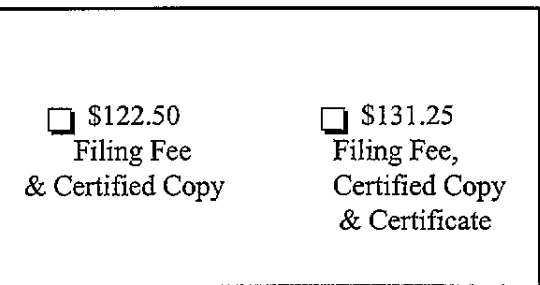 ☐ $122.50
Filing Fee
& Certified Copy
☐ $131.25
Filing Fee,
Certified Copy
& Certificate